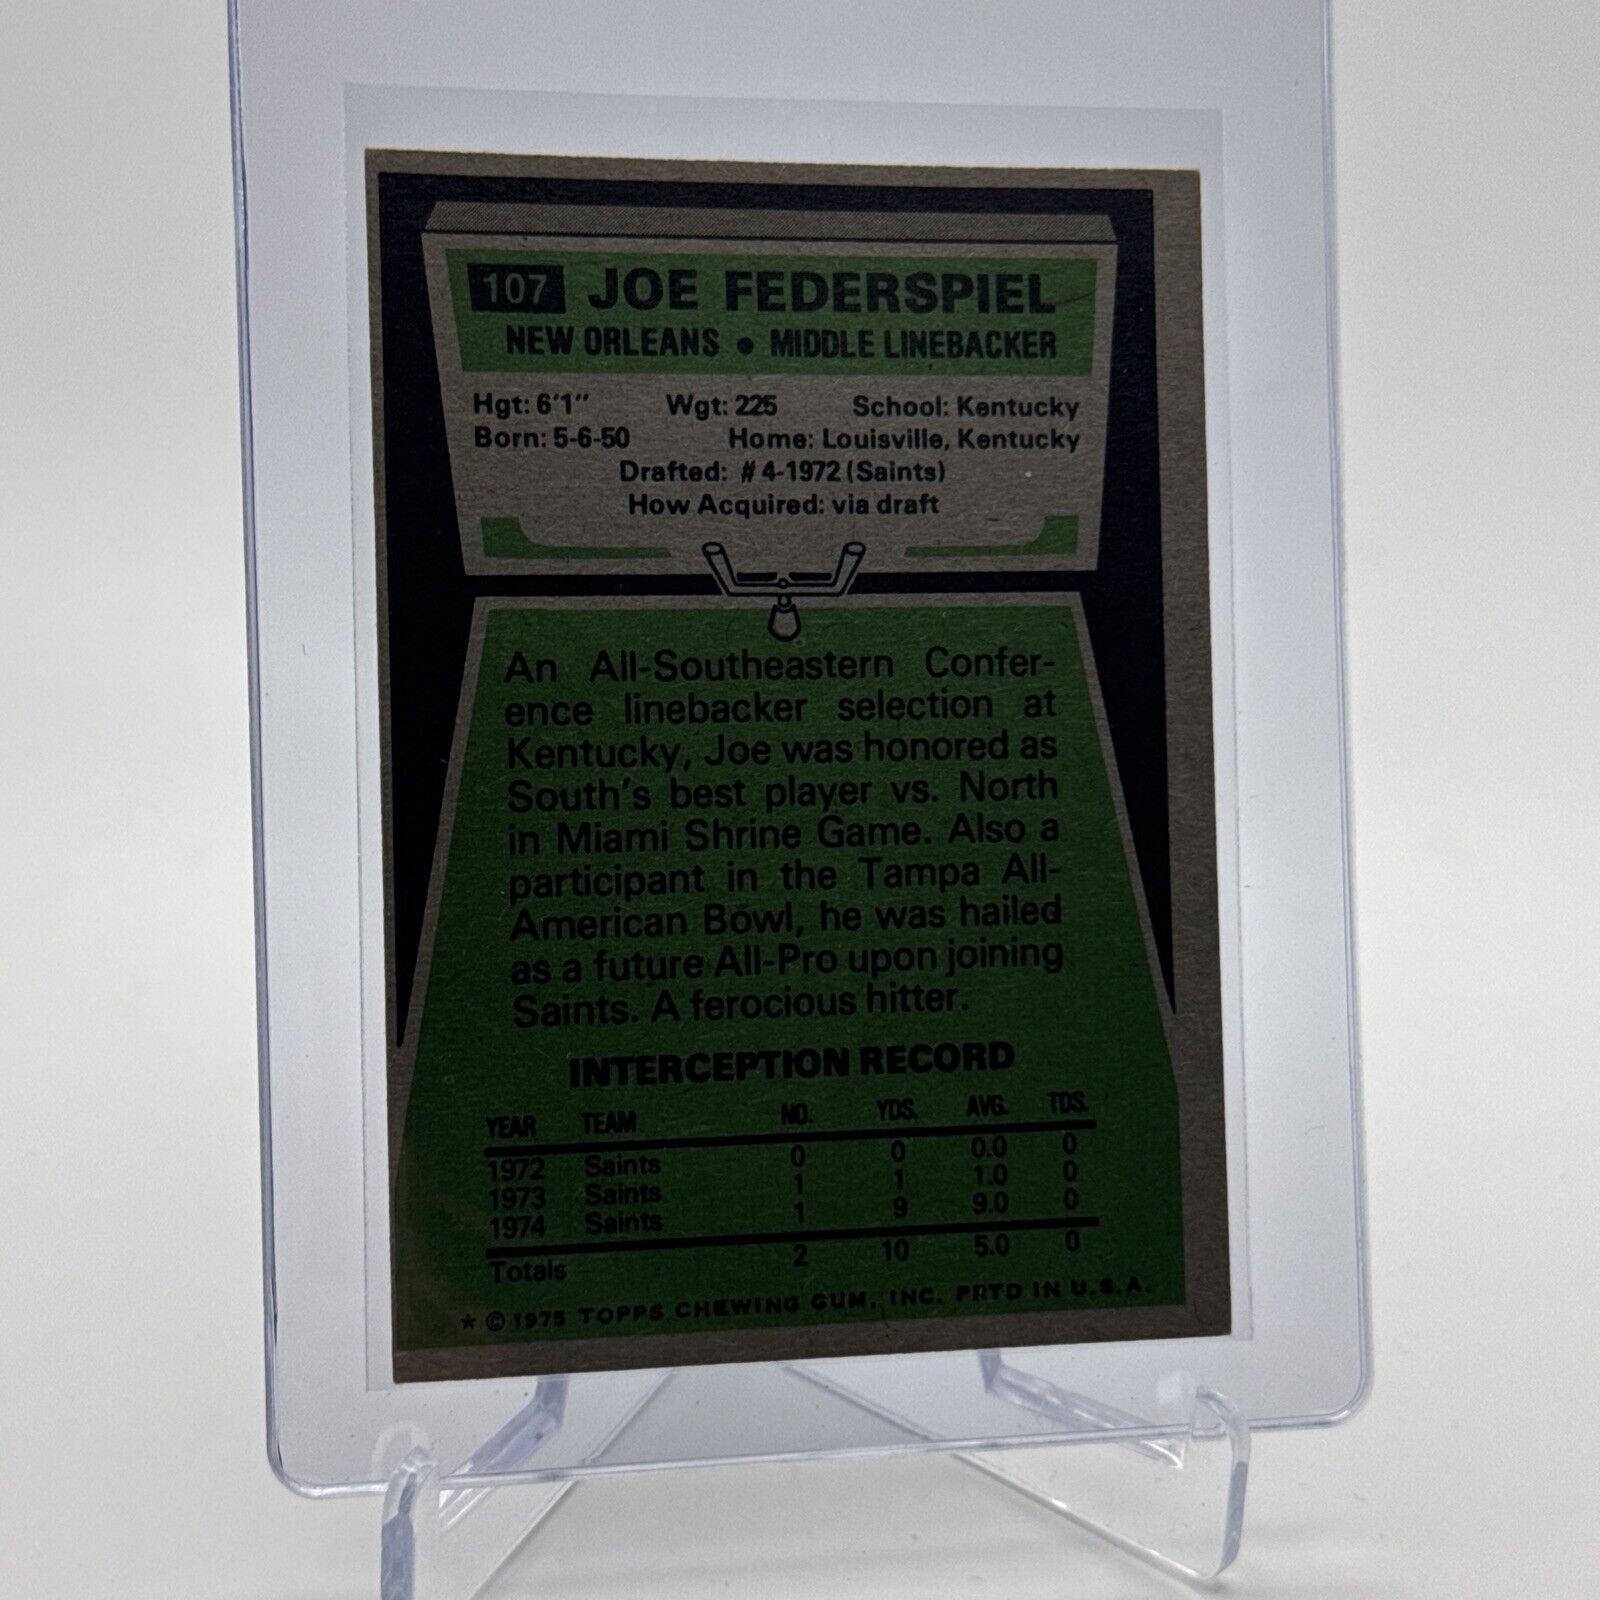 107 JOE FEDERSPIEL
NEW ORLEANS • MIDDLE LINEBACKER
Hgt: 6'1" Wgt: 225 School: Kentucky
Born: 5-6-50 Home: Louisville, Kentucky
Drafted: #4-1972 (Saints)
How Acquired: via draft
An All-Southeastern Confer-
ence linebacker selection at
Kentucky, Joe was honored as
South's best player vs. North
in Miami Shrine Game. Also a
participant in the Tampa All-
American Bowl, he was hailed
as a future All-Pro upon joining
Saints. A ferocious hitter.
INTERCEPTION RECORD
YEAR TEAM NO. YDS. AVG. TDS.
1972 Saints 0 0 0.0 0
1973 Saints 1 1 1.0 0
1974 Saints 1 9 9.0 0
Totals 2 10 5.0 0
* © 1975 TOPPS CHEWING GUM, INC. PRTD IN U.S.A.